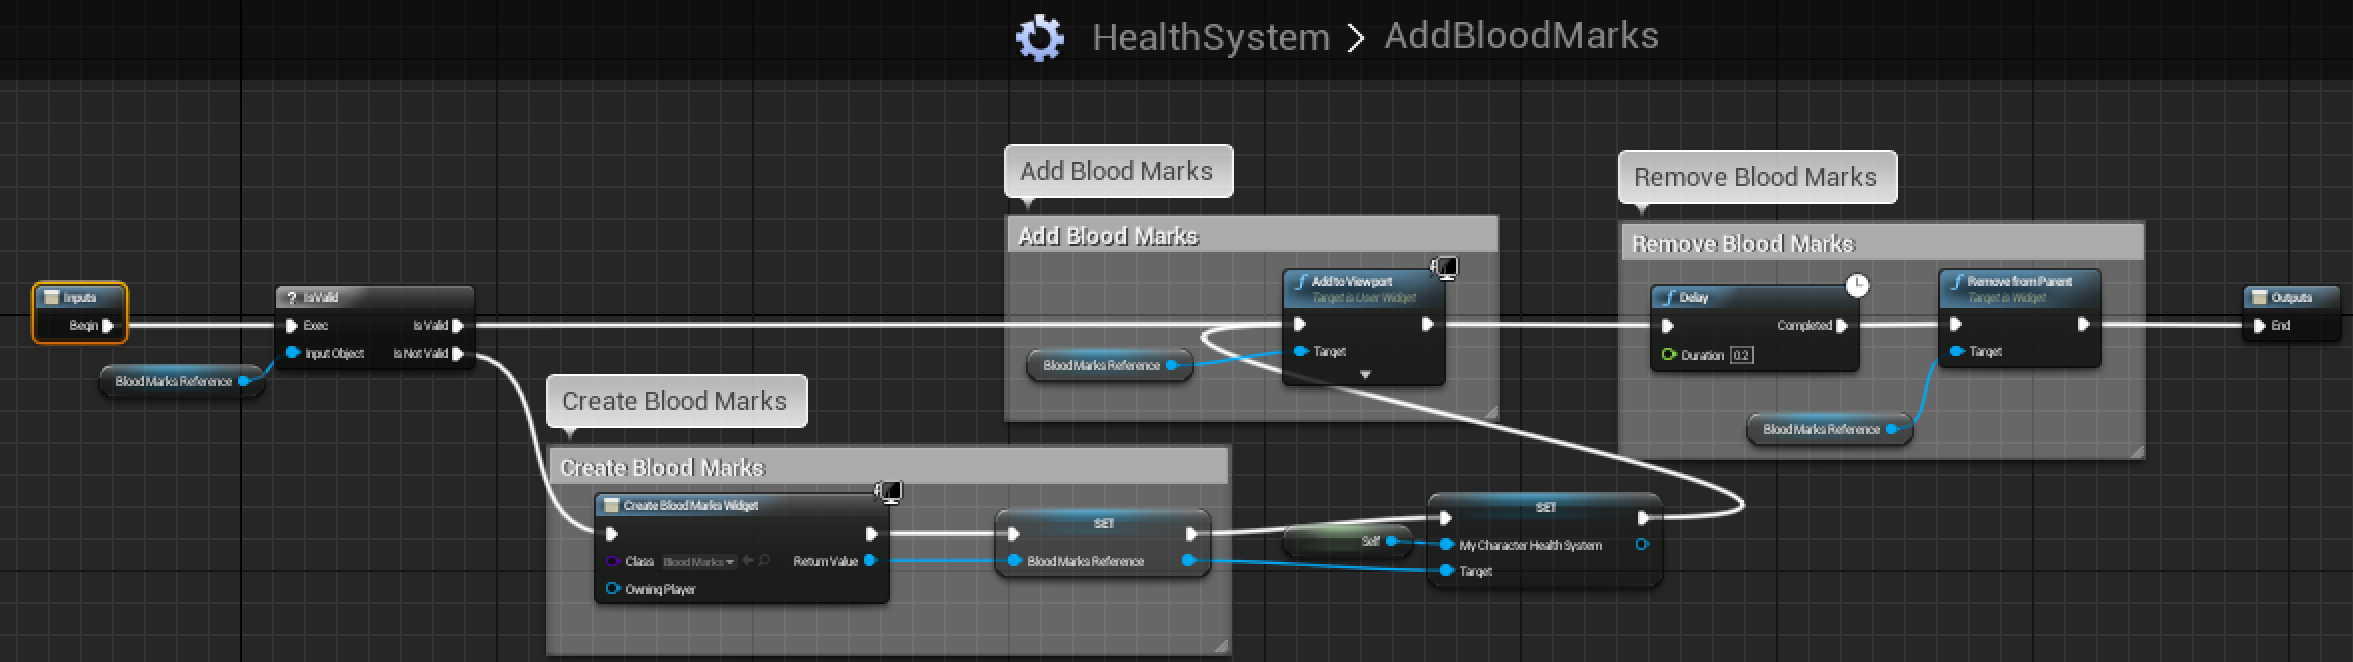 HealthSystem > AddBloodMarks
Add Blood Marks
Remove Blood Marks
Add Blood Marks
Remove Blood Marks
Inputs
Begin
Blood Marks Reference
? IsValid
Exec
Is Valid
Input Object
Is Not Valid
Add to Viewport
Target is User Widget
Target
Blood Marks Reference
Delay
Completed
Duration 0.2
Remove from Parent
Target is Widget
Target
Blood Marks Reference
Outputs
End
Create Blood Marks
Create Blood Marks
Create Blood Marks Widget
Class Blood Marks
Return Value
Owning Player
SET
Blood Marks Reference
Self
SET
My Character Health System
Target